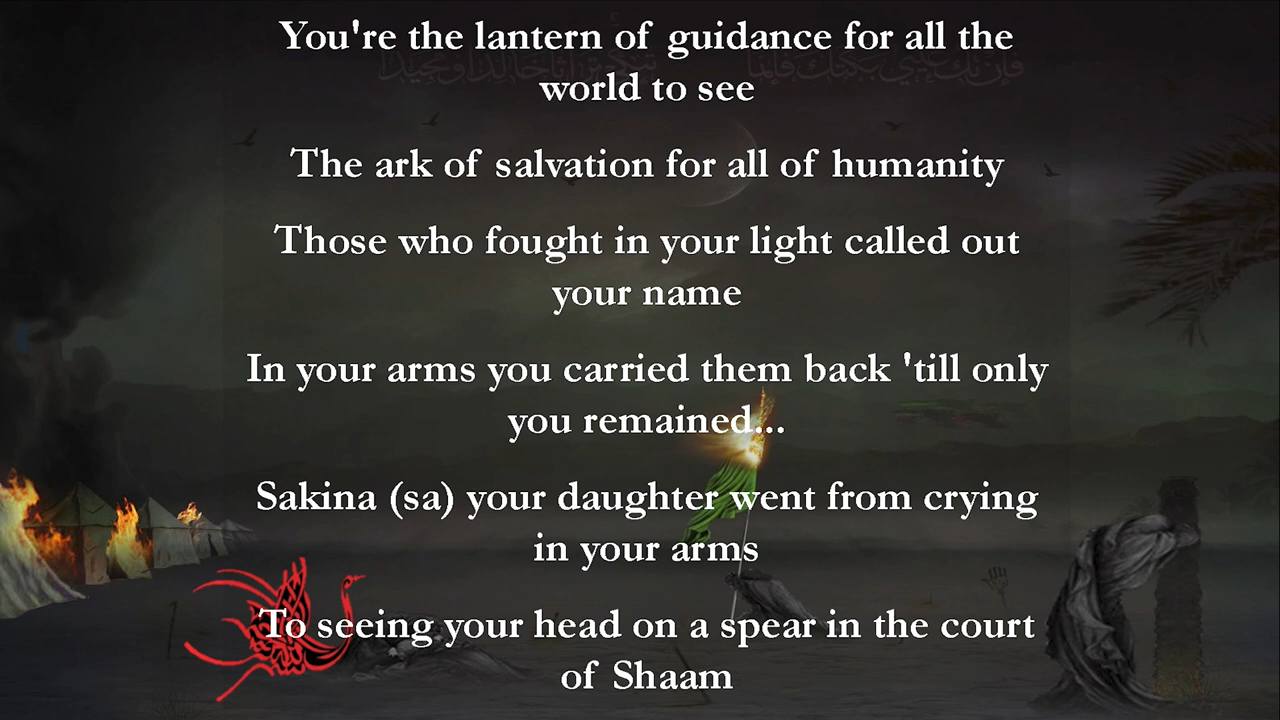 You're the lantern of guidance for all the
world to see
The ark of salvation for all of humanity
Those who fought in your light called out
your name
In your arms you carried them back 'till only
you remained...
Sakina (sa) your daughter went from crying
in your arms
To seeing your head on a spear in the court
of Shaam